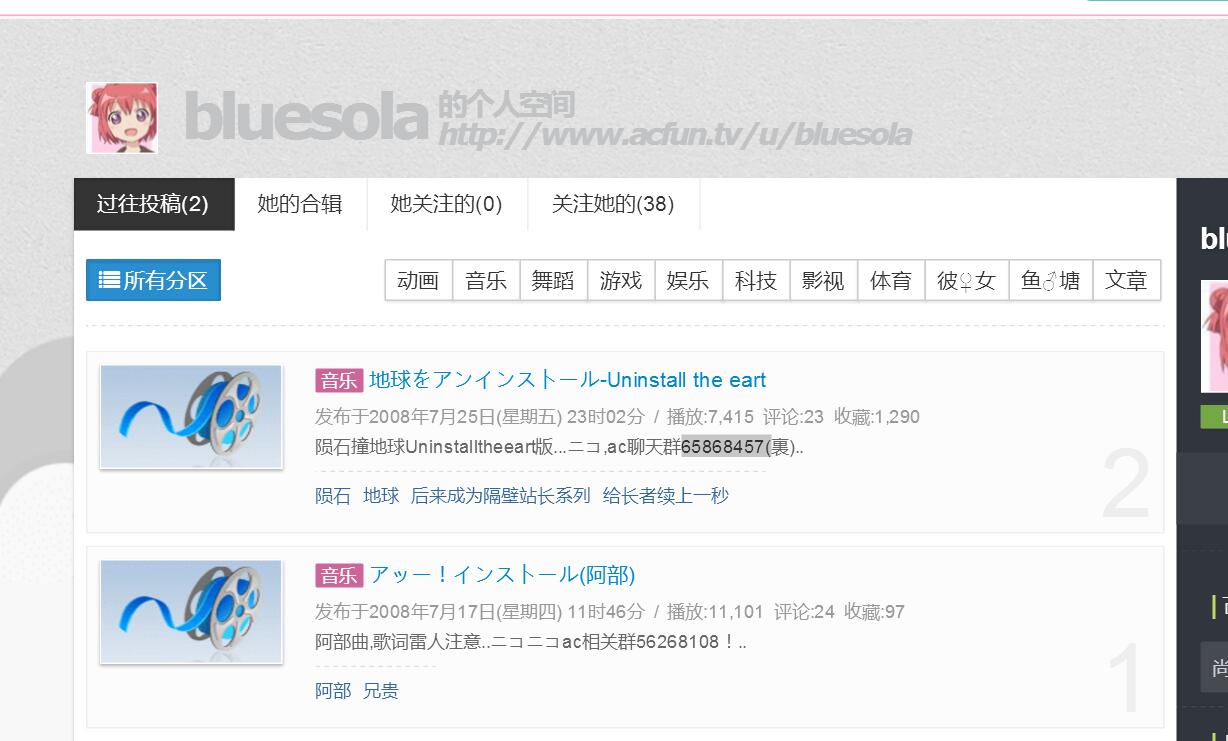 bluesola 的个人空间
http://www.acfun.tv/u/bluesola
过往投稿(2) 她的合辑 她关注的(0) 关注她的(38)
bl
所有分区 动画 音乐 舞蹈 游戏 娱乐 科技 影视 体育 彼♀女 鱼♂塘 文章
音乐 地球をアンインストール-Uninstall the eart
发布于2008年7月25日(星期五) 23时02分 / 播放:7,415 评论:23 收藏:1,290
L
陨石撞地球Uninstalltheeart版...ニコ,ac聊天群65868457(裏)..
2
陨石 地球 后来成为隔壁站长系列 给长者续上一秒
音乐 アッー！インストール(阿部)
发布于2008年7月17日(星期四) 11时46分 / 播放:11,101 评论:24 收藏:97
阿部曲,歌词雷人注意..ニコニコac相关群56268108！..
1
阿部 兄贵